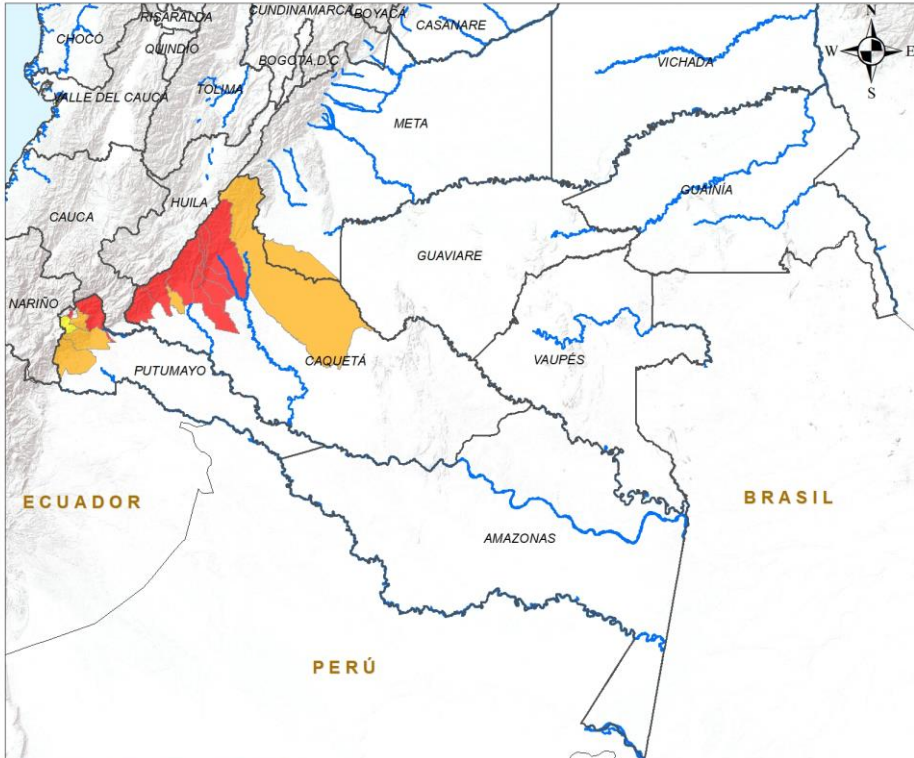 CUNDINAMARCA
BOYACÁ
RISARALDA
CASANARE
N
CHOCÓ
QUINDÍO
BOGOTÁ D.C
W
E
VICHADA
TOLIMA
S
VALLE DEL CAUCA
META
GUAINÍA
HUILA
CAUCA
GUAVIARE
NARIÑO
CAQUETÁ
VAUPÉS
PUTUMAYO
ECUADOR
BRASIL
AMAZONAS
PERÚ